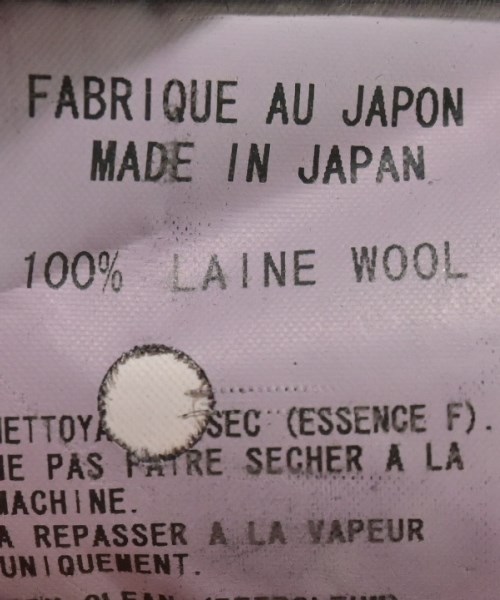 FABRIQUE AU JAPON
MADE IN JAPAN
100% LAINE WOOL
SEC (ESSENCE F).
PAS FAIRE SECHER A LA
MACHINE.
A REPASSER A LA VAPEUR
UNIQUEMENT.